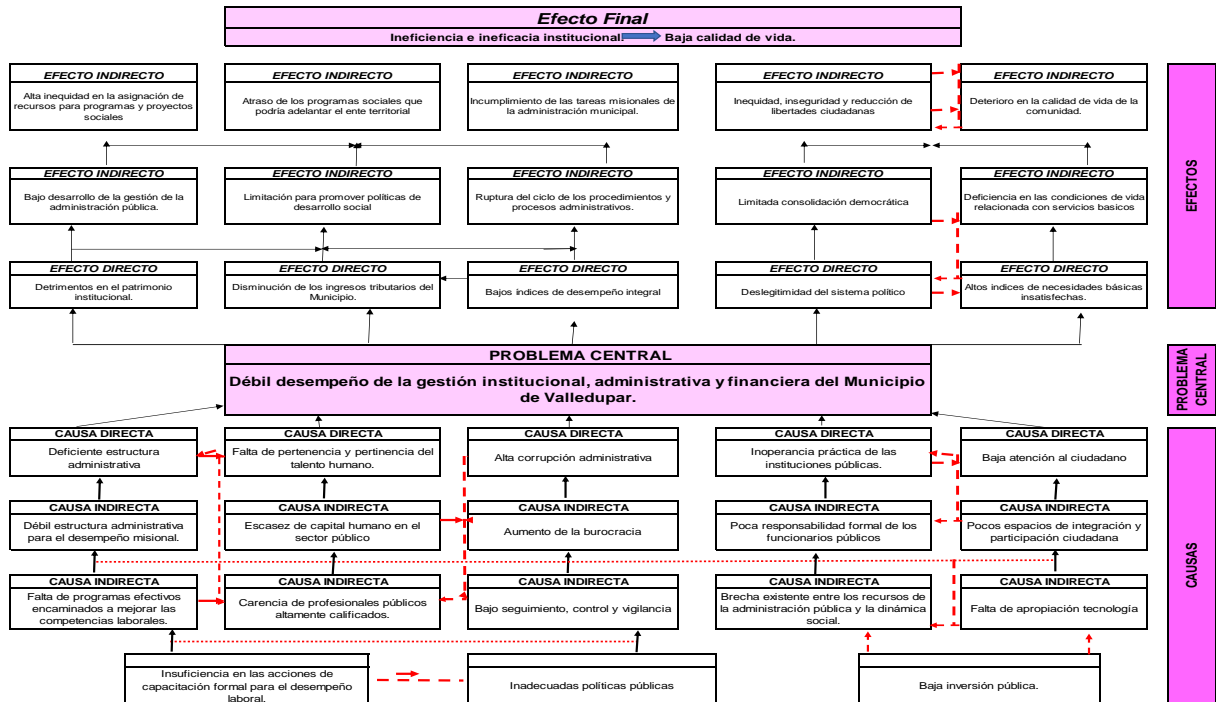 Efecto Final
Ineficiencia e ineficacia institucional. Baja calidad de vida.
EFECTO INDIRECTO
Alta inequidad en la asignación de
recursos para programas y proyectos
sociales
EFECTO INDIRECTO
Atraso de los programas sociales que
podría adelantar el ente territorial
EFECTO INDIRECTO
Incumplimiento de las tareas misionales de
la administración municipal.
EFECTO INDIRECTO
Inequidad, inseguridad y reducción de
libertades ciudadanas
EFECTO INDIRECTO
Deterioro en la calidad de vida de la
comunidad.
EFECTO INDIRECTO
Bajo desarrollo de la gestión de la
administración pública.
EFECTO INDIRECTO
Limitación para promover políticas de
desarrollo social
EFECTO INDIRECTO
Ruptura del ciclo de los procedimientos y
procesos administrativos.
EFECTO INDIRECTO
Limitada consolidación democrática
EFECTO INDIRECTO
Deficiencia en las condiciones de vida
relacionada con servicios basicos
EFECTO DIRECTO
Detrimentos en el patrimonio
institucional.
EFECTO DIRECTO
Disminución de los ingresos tributarios del
Municipio.
EFECTO DIRECTO
Bajos índices de desempeño integral
EFECTO DIRECTO
Deslegitimidad del sistema político
EFECTO DIRECTO
Altos indices de necesidades básicas
insatisfechas.
EFECTOS
PROBLEMA CENTRAL
Débil desempeño de la gestión institucional, administrativa y financiera del Municipio
de Valledupar.
PROBLEMA
CENTRAL
CAUSA DIRECTA
Deficiente estructura
administrativa
CAUSA DIRECTA
Falta de pertenencia y pertinencia del
talento humano.
CAUSA DIRECTA
Alta corrupción administrativa
CAUSA DIRECTA
Inoperancia práctica de las
instituciones públicas.
CAUSA DIRECTA
Baja atención al ciudadano
CAUSA INDIRECTA
Débil estructura administrativa
para el desempeño misional.
CAUSA INDIRECTA
Escasez de capital humano en el
sector público
CAUSA INDIRECTA
Aumento de la burocracia
CAUSA INDIRECTA
Poca responsabilidad formal de los
funcionarios públicos
CAUSA INDIRECTA
Pocos espacios de integración y
participación ciudadana
CAUSA INDIRECTA
Falta de programas efectivos
encaminados a mejorar las
competencias laborales.
CAUSA INDIRECTA
Carencia de profesionales públicos
altamente calificados.
CAUSA INDIRECTA
Bajo seguimiento, control y vigilancia
CAUSA INDIRECTA
Brecha existente entre los recursos de
la administración pública y la dinámica
social.
CAUSA INDIRECTA
Falta de apropiación tecnología
Insuficiencia en las acciones de
capacitación formal para el desempeño
laboral.
Inadecuadas políticas públicas
Baja inversión pública.
CAUSAS